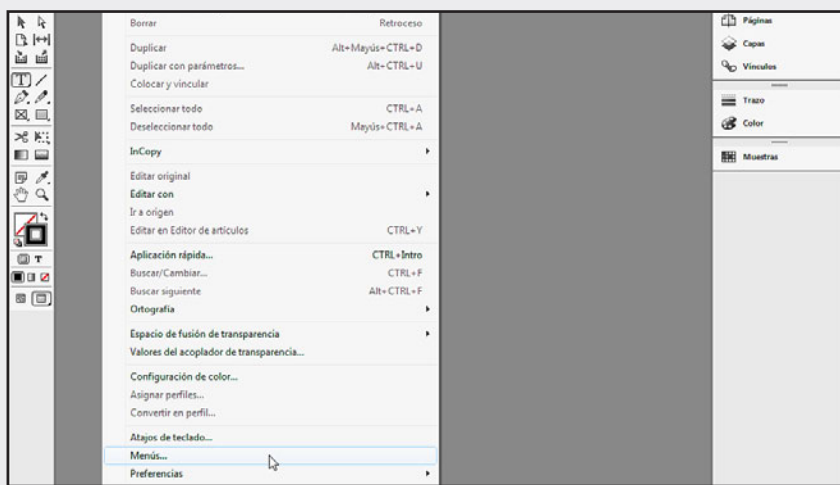 Borrar Retroceso
Duplicar Alt+Mayús+CTRL+D
Duplicar con parámetros... Alt+CTRL+U
Colocar y vincular
Seleccionar todo CTRL+A
Deseleccionar todo Mayús+CTRL+A
InCopy
Editar original
Editar con
Ir a origen
Editar en Editor de artículos CTRL+Y
Aplicación rápida... CTRL+Intro
Buscar/Cambiar... CTRL+F
Buscar siguiente Alt+CTRL+F
Ortografía
Espacio de fusión de transparencia
Valores del acoplador de transparencia...
Configuración de color...
Asignar perfiles...
Convertir en perfil...
Atajos de teclado...
Menús...
Preferencias
Páginas
Capas
Vínculos
Trazo
Color
Muestras